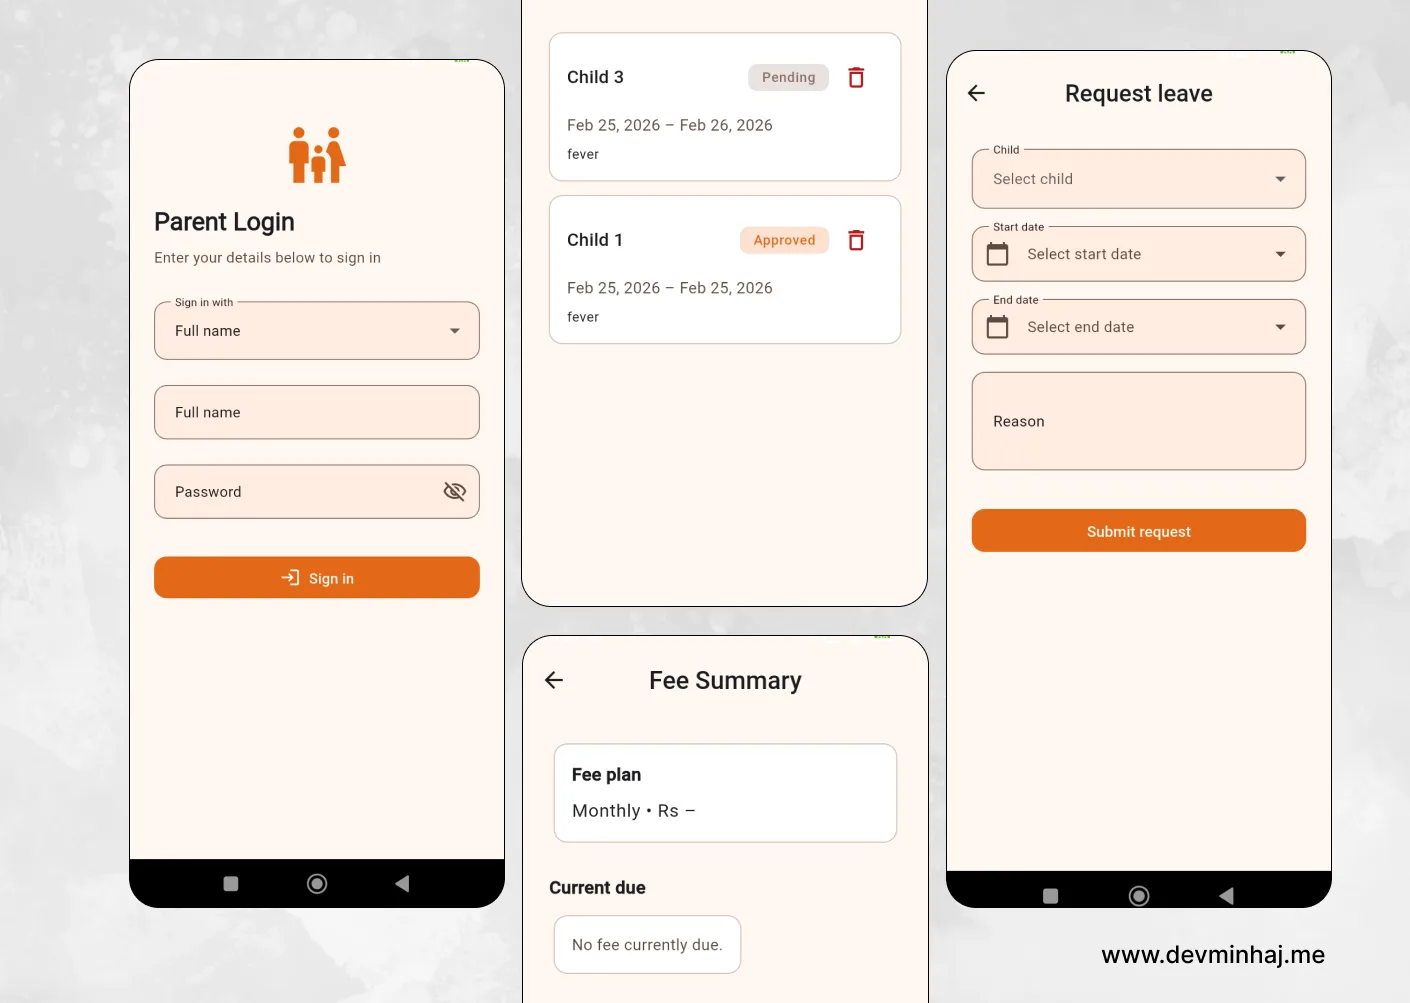 Parent Login
Enter your details below to sign in
Sign in with
Full name
Full name
Password
Sign in
Child 3
Pending
Feb 25, 2026 – Feb 26, 2026
fever
Child 1
Approved
Feb 25, 2026 – Feb 25, 2026
fever
Fee Summary
Fee plan
Monthly • Rs –
Current due
No fee currently due.
Request leave
Child
Select child
Start date
Select start date
End date
Select end date
Reason
Submit request
www.devminhaj.me